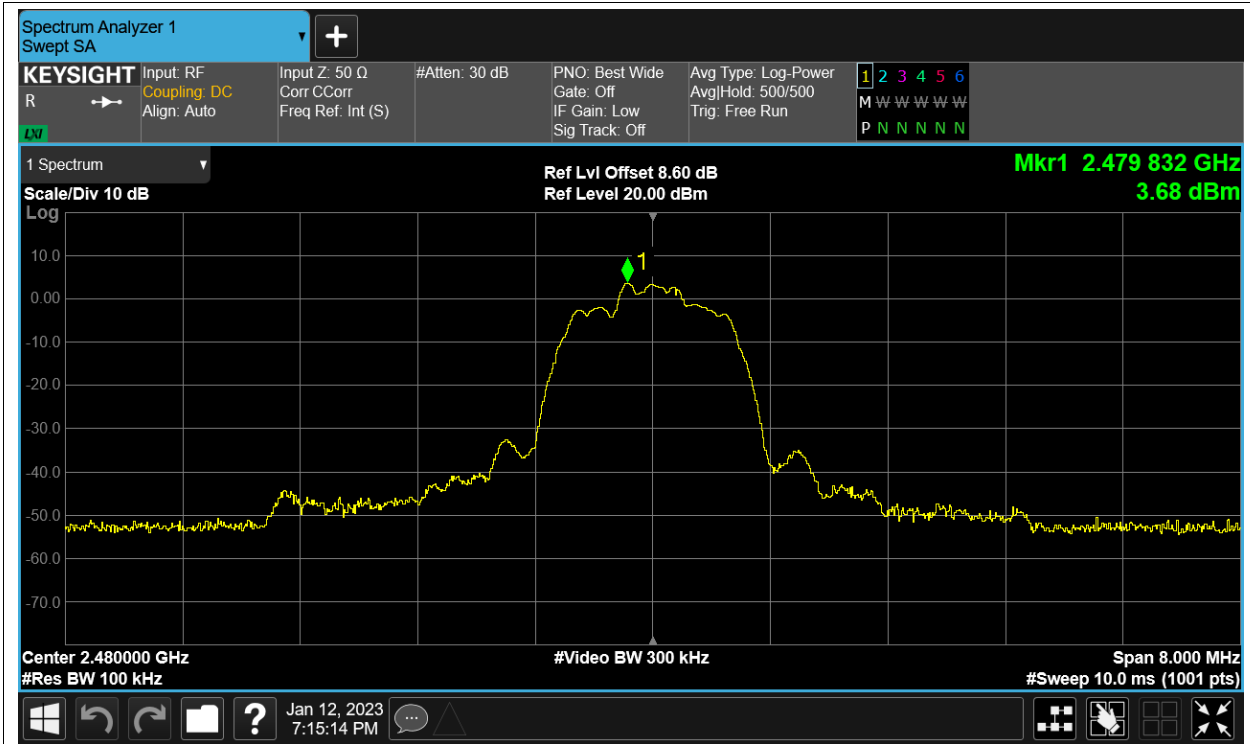 Spectrum Analyzer 1
Swept SA
KEYSIGHT
R
LXI
Input: RF
Coupling: DC
Align: Auto
Input Z: 50 Ω
Corr CCorr
Freq Ref: Int (S)
#Atten: 30 dB
PNO: Best Wide
Gate: Off
IF Gain: Low
Sig Track: Off
Avg Type: Log-Power
Avg|Hold: 500/500
Trig: Free Run
1 2 3 4 5 6
M W W W W W
P N N N N N
1 Spectrum
Scale/Div 10 dB
Log
Ref Lvl Offset 8.60 dB
Ref Level 20.00 dBm
Mkr1 2.479 832 GHz
3.68 dBm
10.0
0.00
-10.0
-20.0
-30.0
-40.0
-50.0
-60.0
-70.0
1
Center 2.480000 GHz
#Res BW 100 kHz
#Video BW 300 kHz
Span 8.000 MHz
#Sweep 10.0 ms (1001 pts)
?
Jan 12, 2023
7:15:14 PM